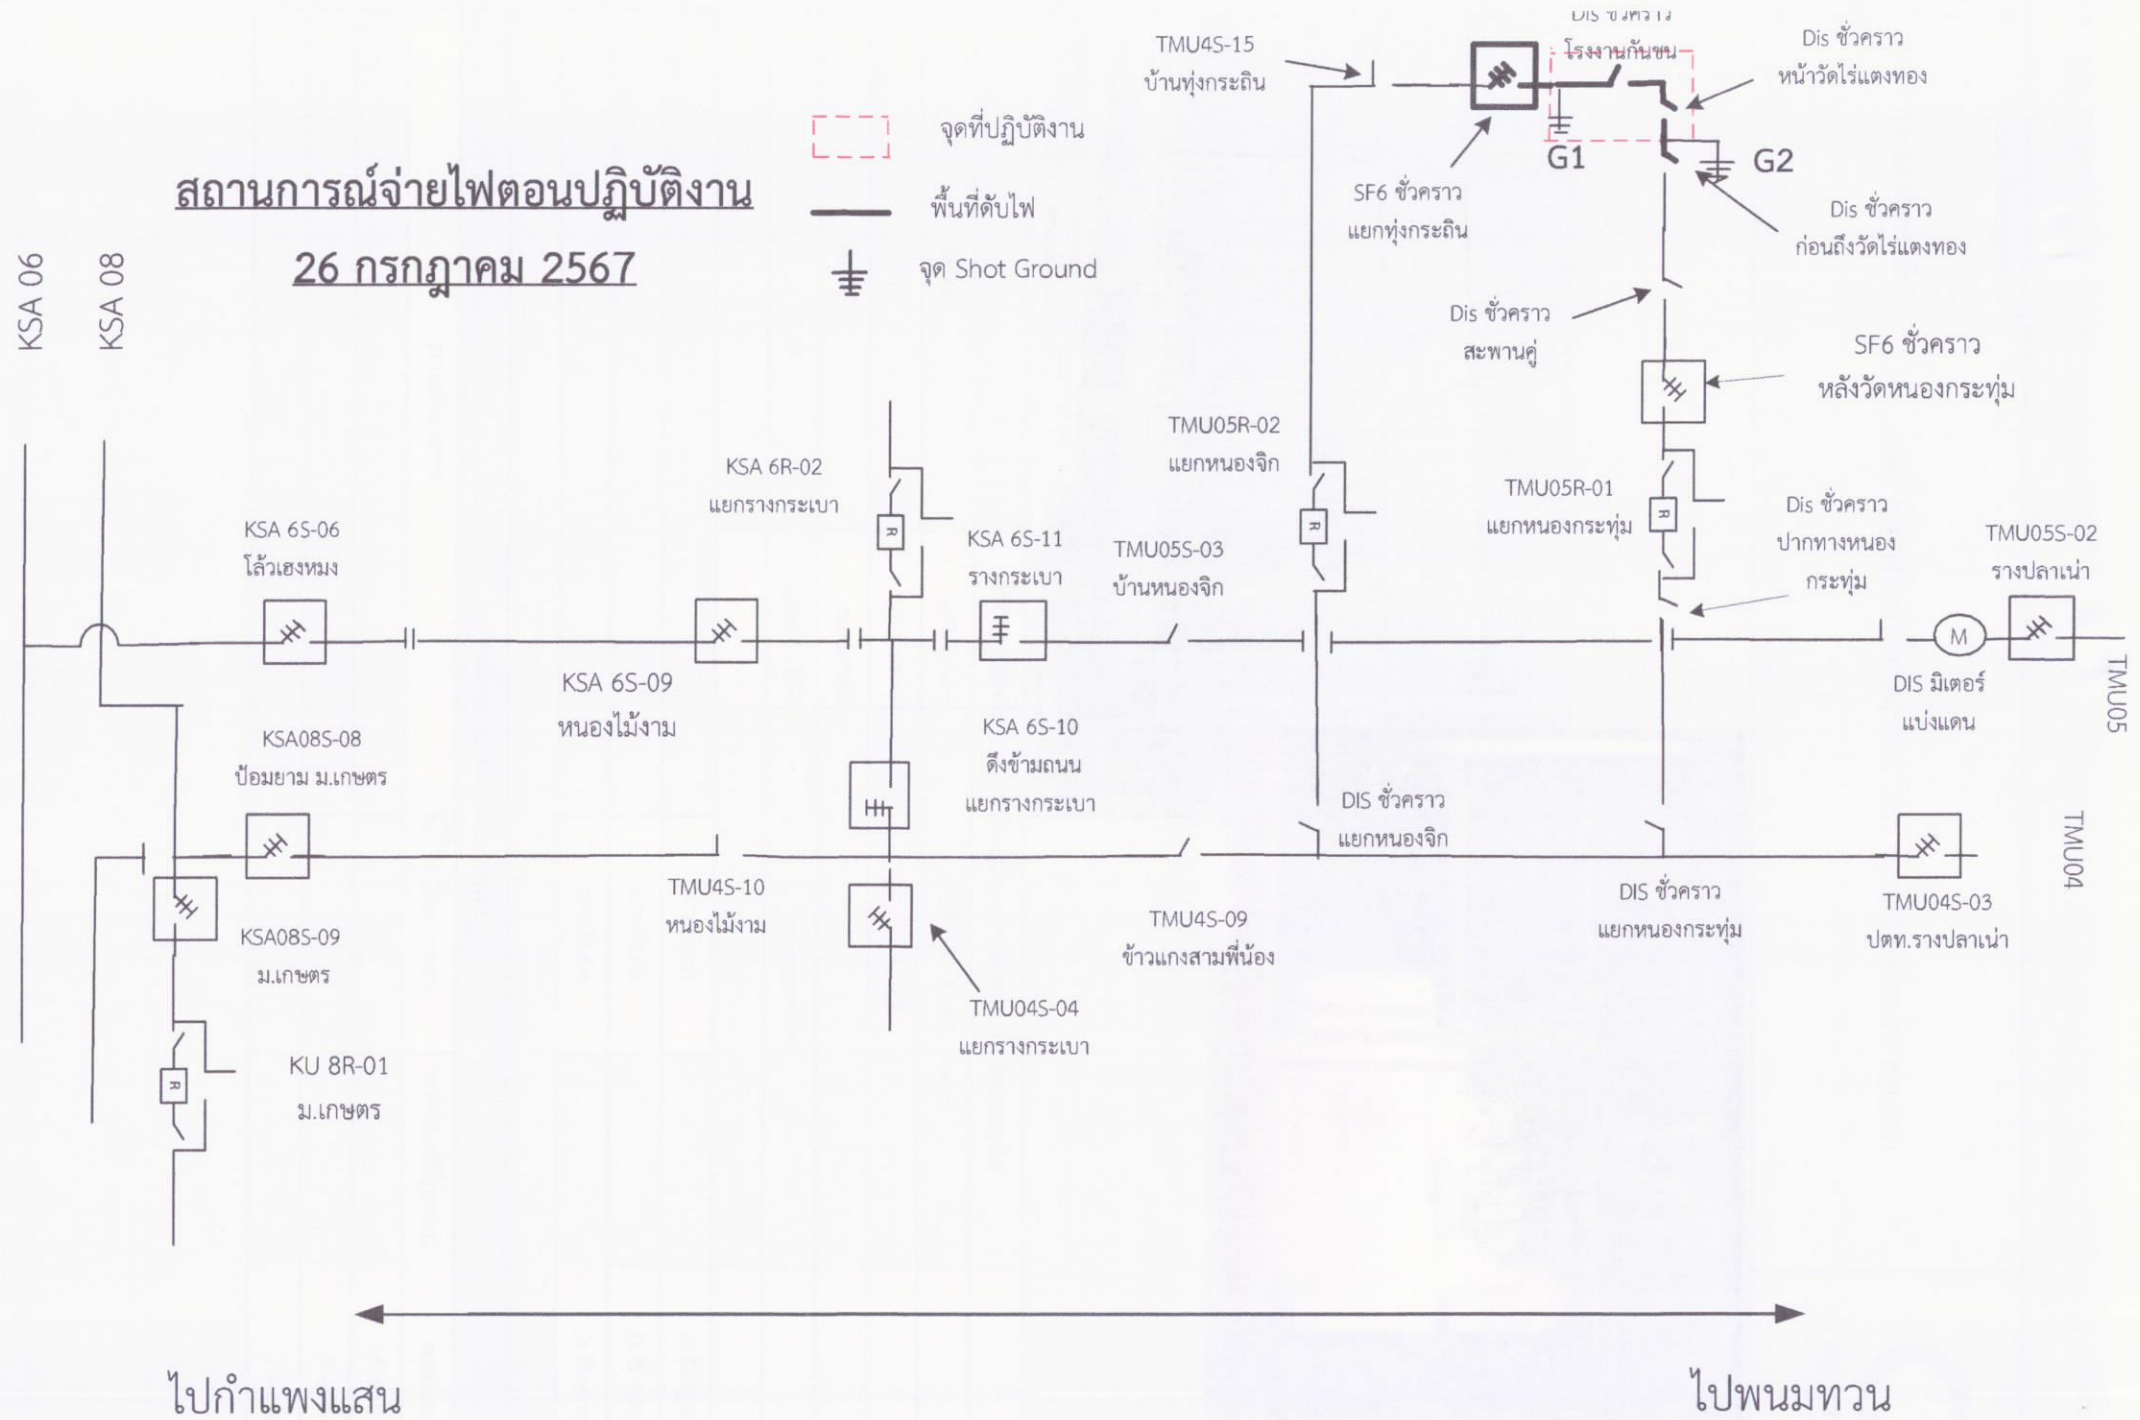 สถานการณ์จ่ายไฟตอนปฏิบัติงาน
26 กรกฎาคม 2567
จุดที่ปฏิบัติงาน
พื้นที่ดับไฟ
จุด Shot Ground
KSA 06
KSA 08
TMU4S-15
บ้านทุ่งกระถิน
Dis ชั่วคราว
โรงงานกันชน
Dis ชั่วคราว
หน้าวัดไร่แตงทอง
G1
G2
SF6 ชั่วคราว
แยกทุ่งกระถิน
Dis ชั่วคราว
ก่อนถึงวัดไร่แตงทอง
Dis ชั่วคราว
สะพานคู่
SF6 ชั่วคราว
หลังวัดหนองกระทุ่ม
KSA 6R-02
แยกรางกระเบา
R
TMU05R-02
แยกหนองจิก
R
TMU05R-01
แยกหนองกระทุ่ม
R
Dis ชั่วคราว
ปากทางหนอง
กระทุ่ม
TMU05S-02
รางปลาเน่า
KSA 6S-06
โล้วเฮงหมง
KSA 6S-11
รางกระเบา
TMU05S-03
บ้านหนองจิก
M
DIS มิเตอร์
แบ่งแดน
TMU05
KSA 6S-09
หนองไม้งาม
KSA08S-08
ป้อมยาม ม.เกษตร
KSA 6S-10
ดึงข้ามถนน
แยกรางกระเบา
DIS ชั่วคราว
แยกหนองจิก
TMU04
KSA08S-09
ม.เกษตร
TMU4S-10
หนองไม้งาม
TMU4S-09
ข้าวแกงสามพี่น้อง
DIS ชั่วคราว
แยกหนองกระทุ่ม
TMU04S-03
ปตท.รางปลาเน่า
TMU04S-04
แยกรางกระเบา
KU 8R-01
ม.เกษตร
R
ไปกำแพงแสน
ไปพนมทวน